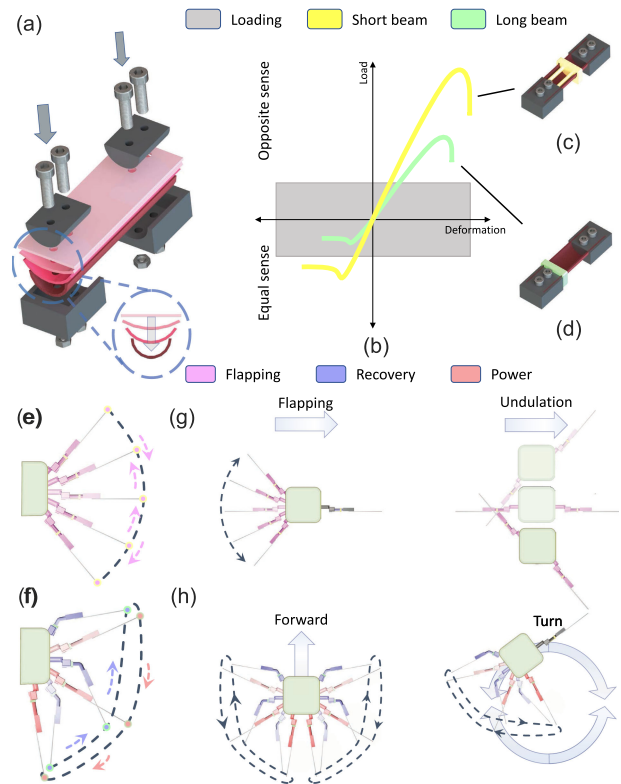 (a)
Loading
Short beam
Long beam
Opposite sense
Load
(c)
Deformation
Equal sense
(b)
(d)
Flapping
Recovery
Power
(e)
(g)
Flapping
Undulation
(f)
(h)
Forward
Turn